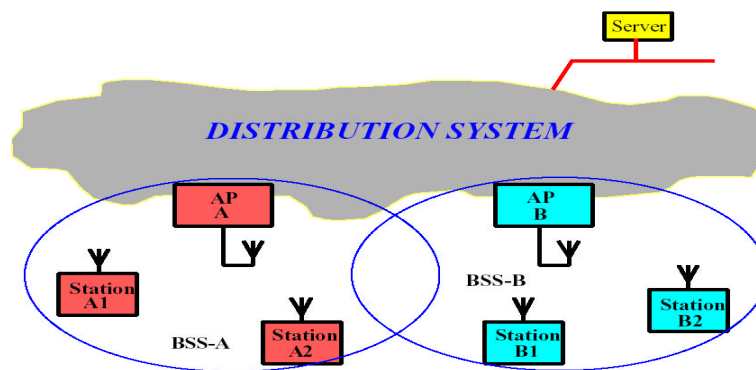 Server
DISTRIBUTION SYSTEM
AP
A
AP
B
Station
A1
BSS-A
Station
A2
BSS-B
Station
B1
Station
B2